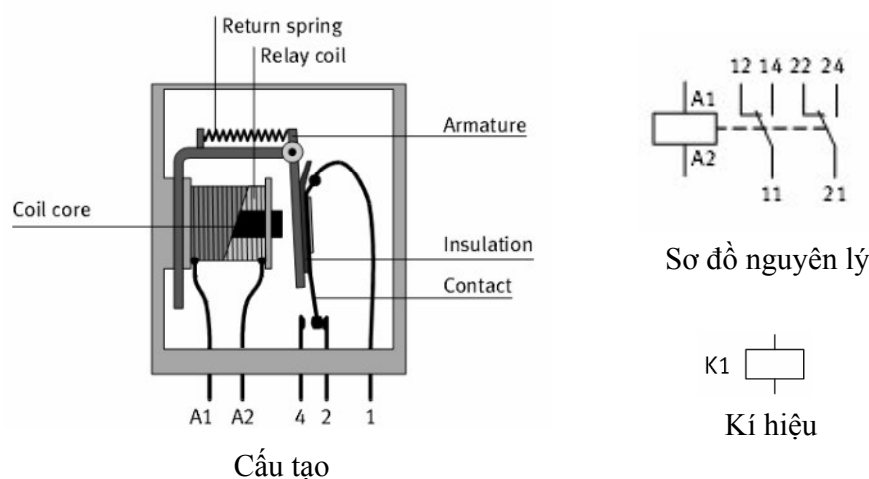 Return spring
Relay coil
Armature
Coil core
Insulation
Contact
A1 A2 4 2 1
Cấu tạo
12 14 22 24
A1
A2
11 21
Sơ đồ nguyên lý
K1
Kí hiệu